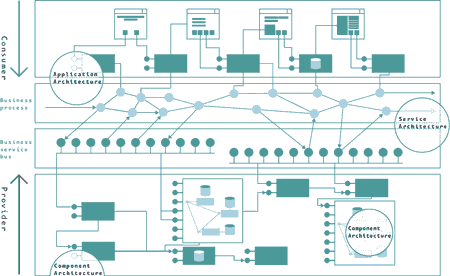 Consumer
Application
Architecture
Business
process
Service
Architecture
Business
service
bus
Provider
Component
Architecture
Component
Architecture